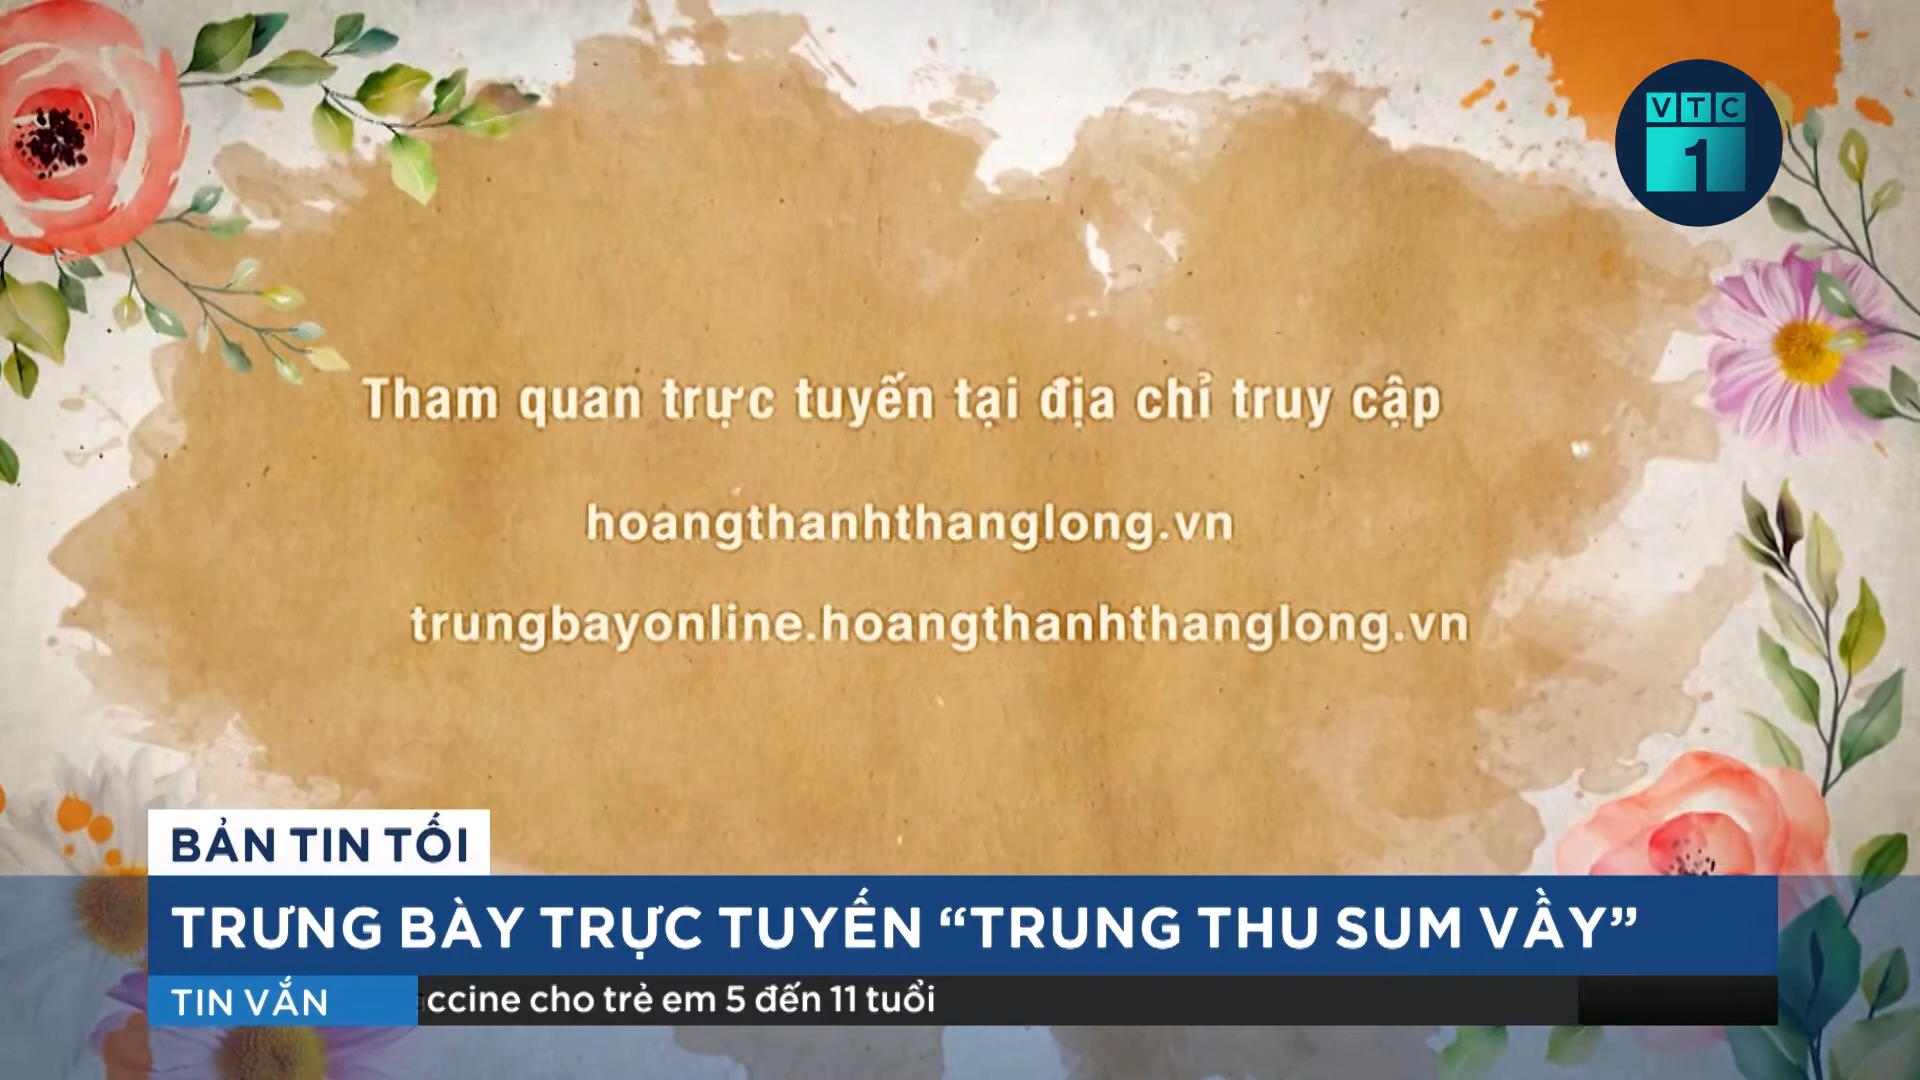 VTC
1
Tham quan trực tuyến tại địa chỉ truy cập
hoangthanhthanglong.vn
trungbayonline.hoangthanhthanglong.vn
BẢN TIN TỐI
TRƯNG BÀY TRỰC TUYẾN “TRUNG THU SUM VẦY”
TIN VẮN
accine cho trẻ em 5 đến 11 tuổi